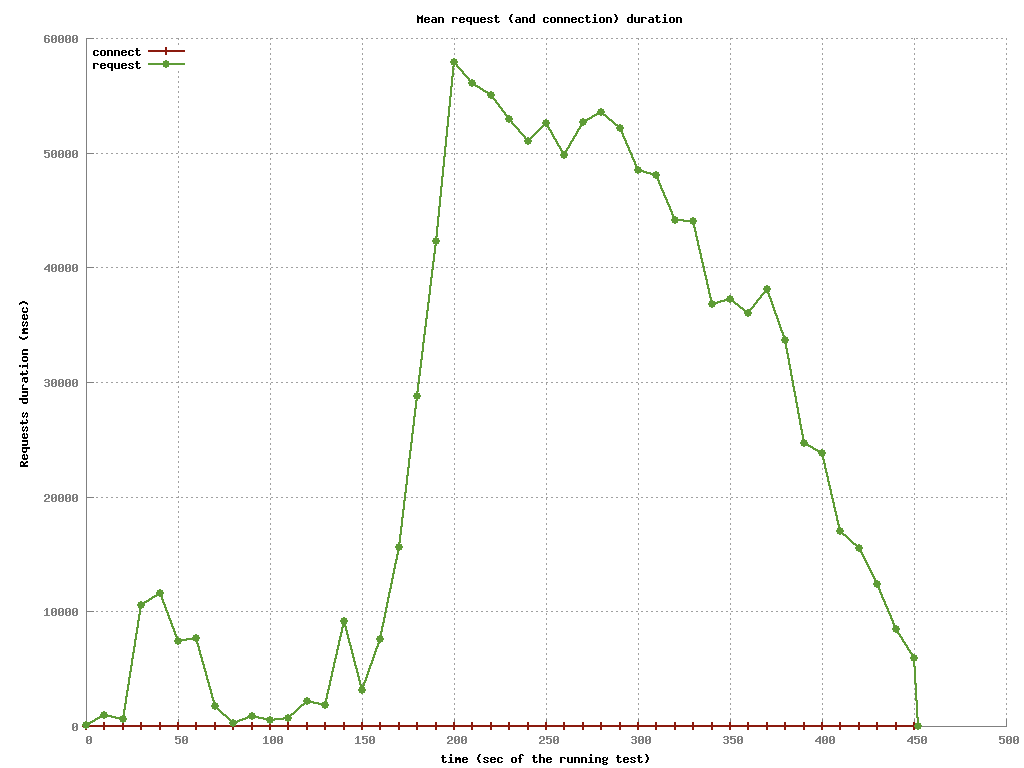 Mean request (and connection) duration
60000
connect
request
50000
40000
30000
20000
10000
0
Requests duration (msec)
0 50 100 150 200 250 300 350 400 450 500
time (sec of the running test)